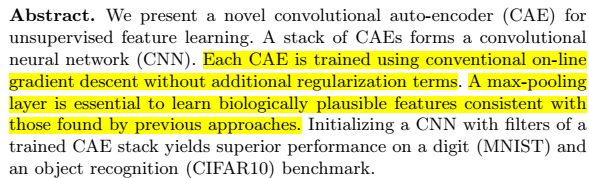 Abstract. We present a novel convolutional auto-encoder (CAE) for
unsupervised feature learning. A stack of CAEs forms a convolutional
neural network (CNN). Each CAE is trained using conventional on-line
gradient descent without additional regularization terms. A max-pooling
layer is essential to learn biologically plausible features consistent with
those found by previous approaches. Initializing a CNN with filters of a
trained CAE stack yields superior performance on a digit (MNIST) and
an object recognition (CIFAR10) benchmark.